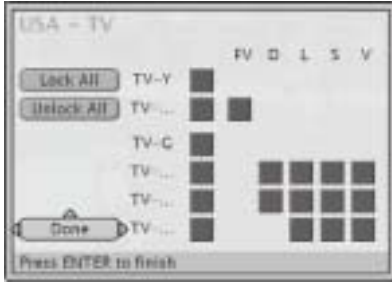 USA - TV
FV D L S V
Lock All TV-Y
Unlock All TV-...
TV-G
TV-...
TV-...
Done TV-...
Press ENTER to finish